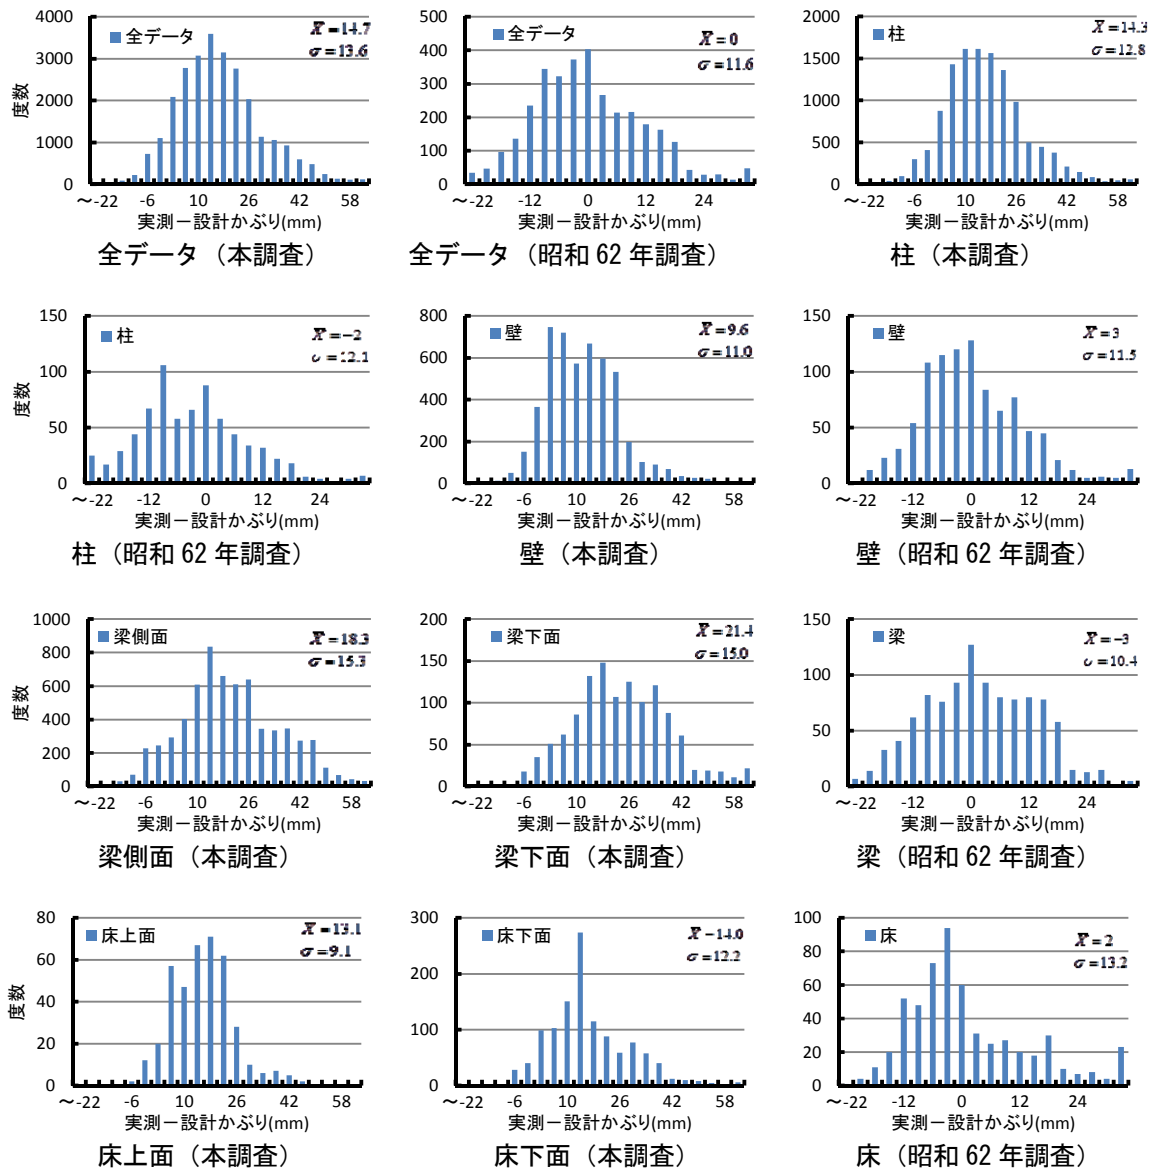 4000
3000
2000
1000
0
度数
全データ
X̄=14.7
σ=13.6
～-22 -6 10 26 42 58
実測－設計かぶり(mm)
全データ（本調査）
500
400
300
200
100
0
全データ
X̄=0
σ=11.6
～-22 -12 0 12 24
実測－設計かぶり(mm)
全データ（昭和 62 年調査）
2000
1500
1000
500
0
柱
X̄=14.3
σ=12.8
～-22 -6 10 26 42 58
実測－設計かぶり(mm)
柱（本調査）
150
100
50
0
度数
柱
X̄=-2
σ=12.1
～-22 -12 0 12 24
実測－設計かぶり(mm)
柱（昭和 62 年調査）
800
600
400
200
0
壁
X̄=9.6
σ=11.0
～-22 -6 10 26 42 58
実測－設計かぶり(mm)
壁（本調査）
150
100
50
0
壁
X̄=3
σ=11.5
～-22 -12 0 12 24
実測－設計かぶり(mm)
壁（昭和 62 年調査）
1000
800
600
400
200
0
度数
梁側面
X̄=18.3
σ=15.3
～-22 -6 10 26 42 58
実測－設計かぶり(mm)
梁側面（本調査）
200
150
100
50
0
梁下面
X̄=21.4
σ=15.0
～-22 -6 10 26 42 58
実測－設計かぶり(mm)
梁下面（本調査）
150
100
50
0
梁
X̄=-3
σ=10.4
～-22 -12 0 12 24
実測－設計かぶり(mm)
梁（昭和 62 年調査）
80
60
40
20
0
度数
床上面
X̄=13.1
σ=9.1
～-22 -6 10 26 42 58
実測－設計かぶり(mm)
床上面（本調査）
300
200
100
0
床下面
X̄=14.0
σ=12.2
～-22 -6 10 26 42 58
実測－設計かぶり(mm)
床下面（本調査）
100
80
60
40
20
0
床
X̄=2
σ=13.2
～-22 -12 0 12 24
実測－設計かぶり(mm)
床（昭和 62 年調査）